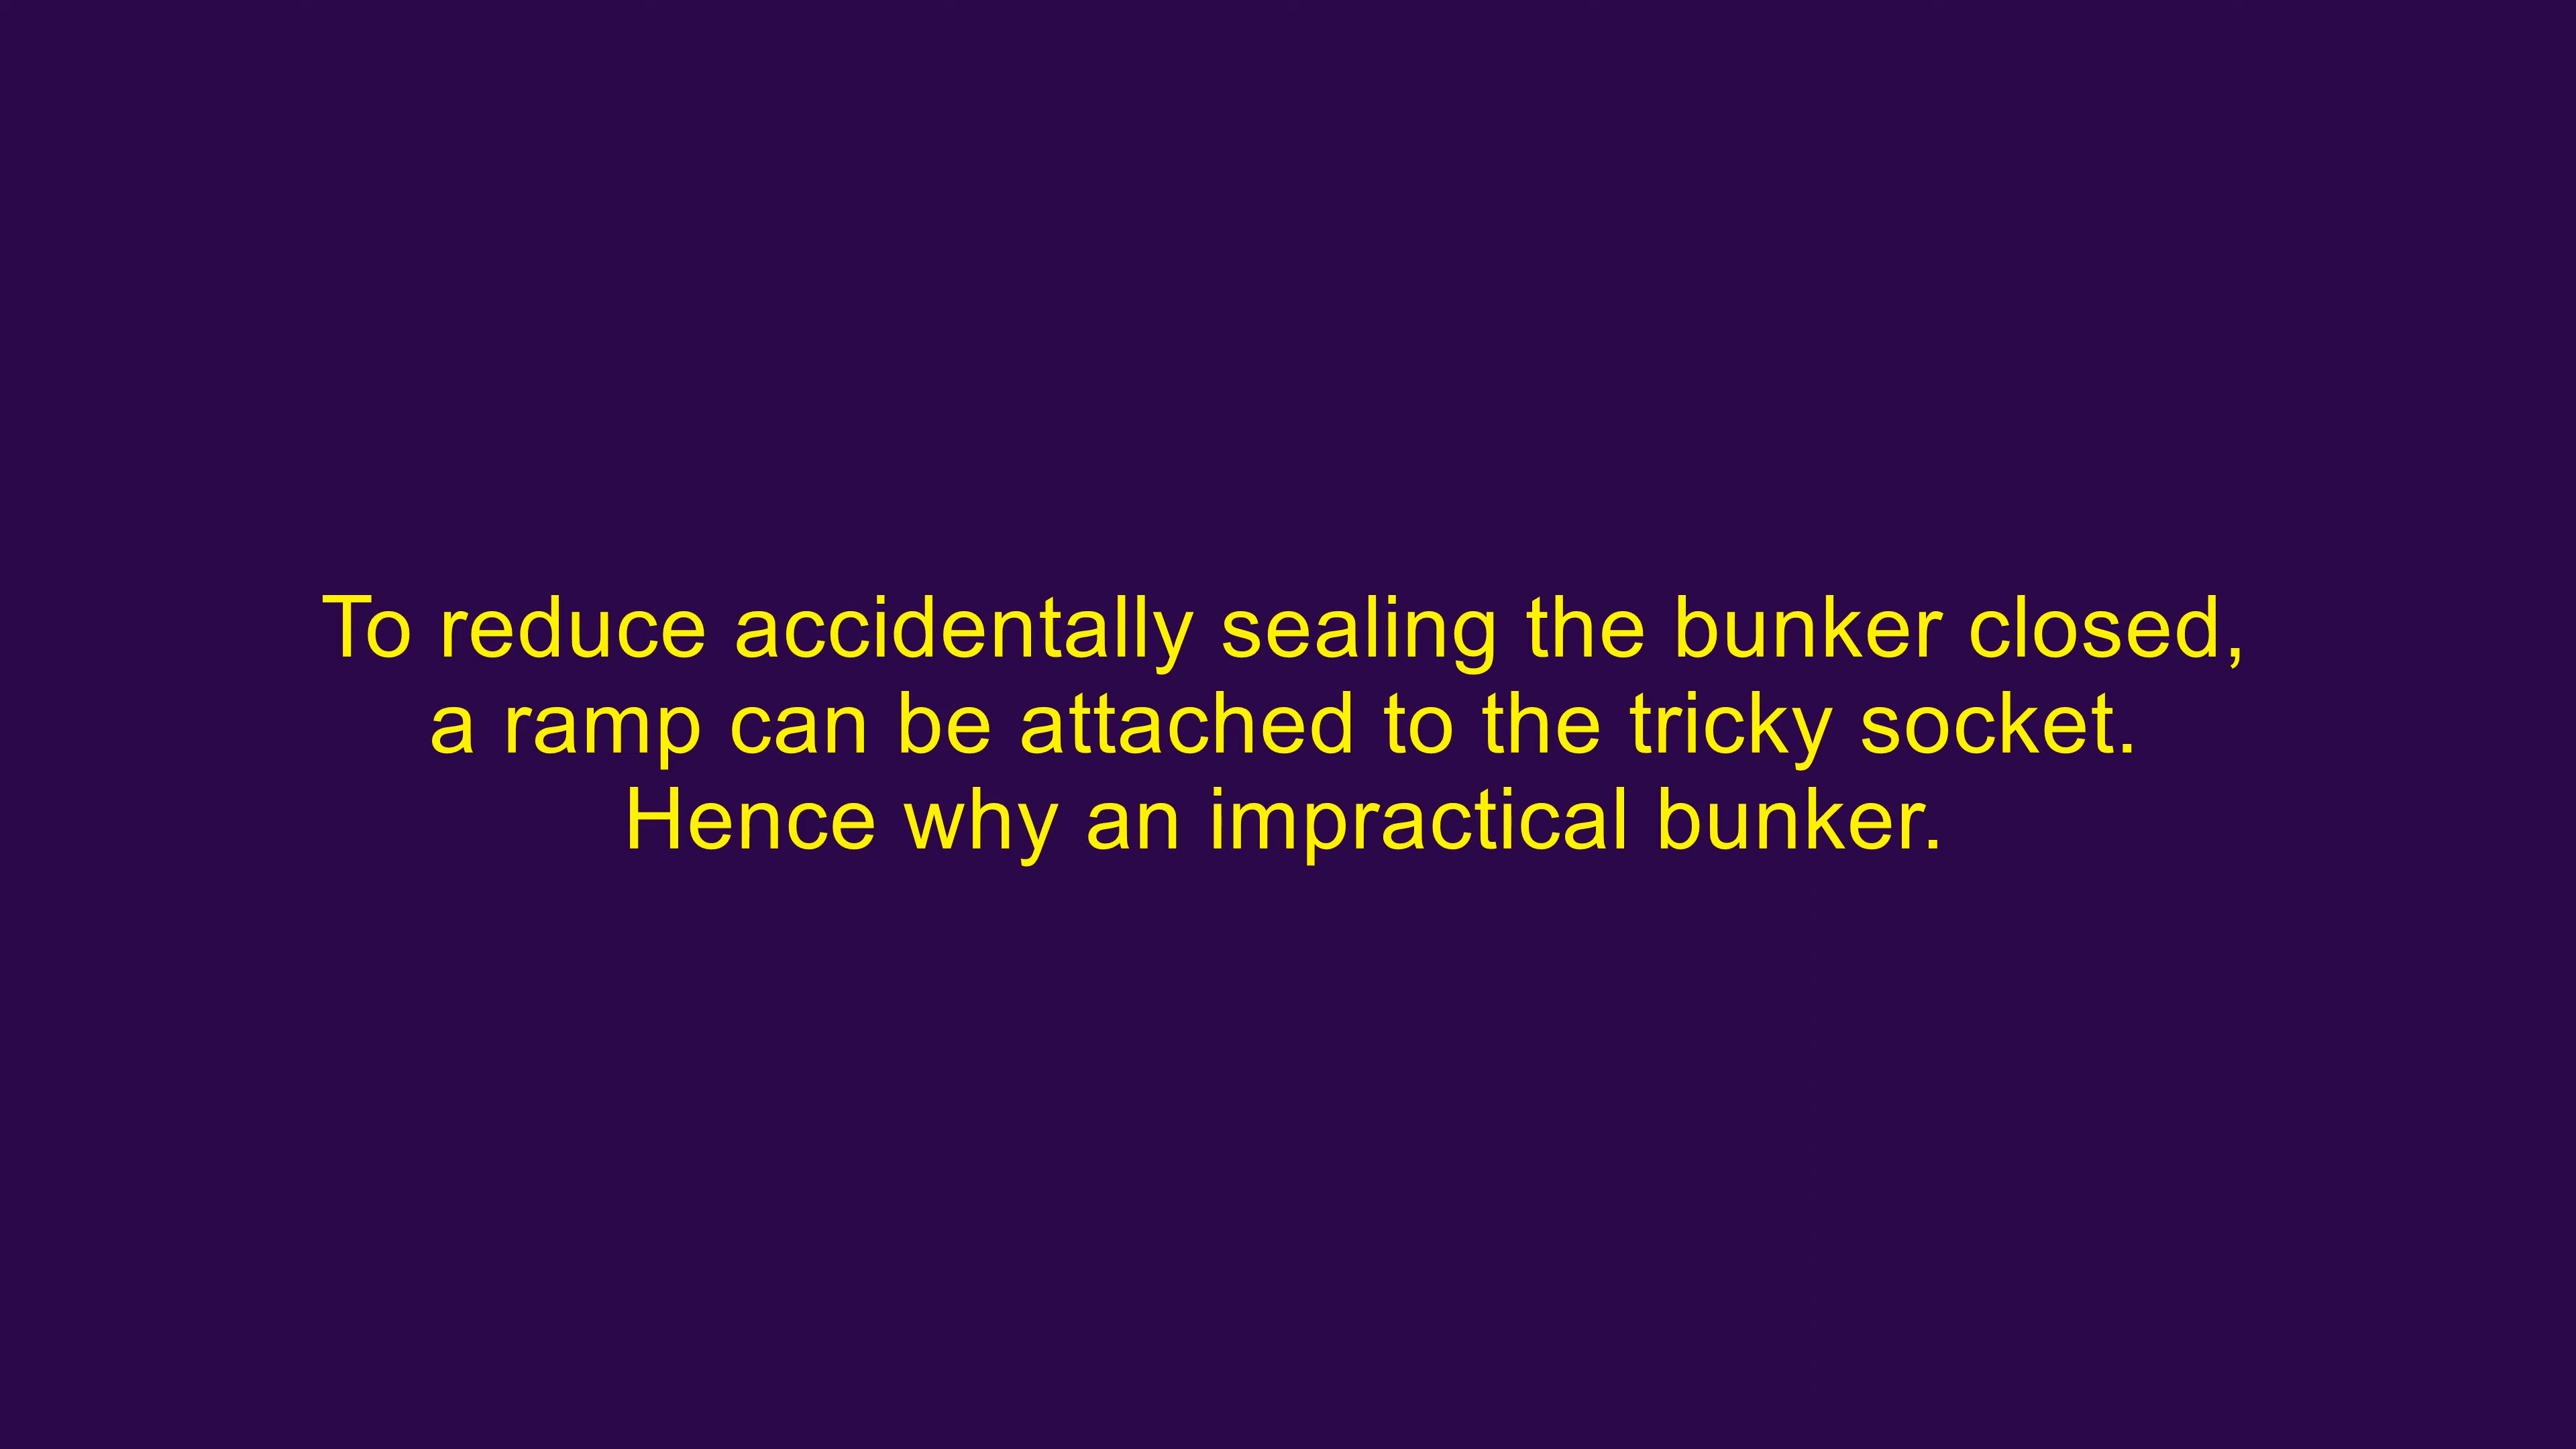 To reduce accidentally sealing the bunker closed,
a ramp can be attached to the tricky socket.
Hence why an impractical bunker.